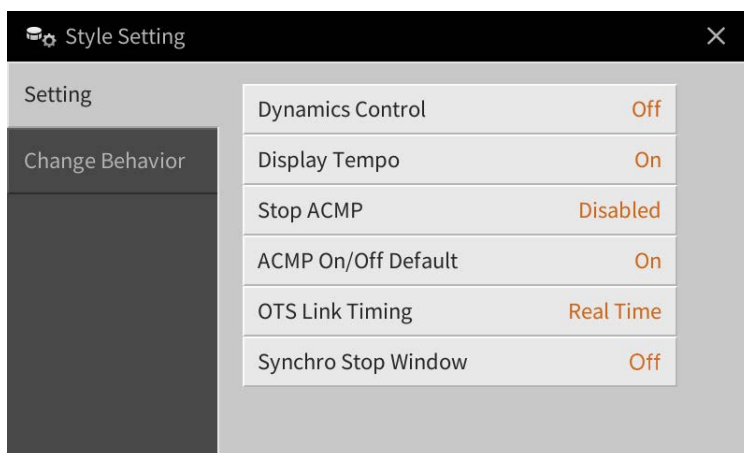 Style Setting
Setting
Change Behavior
Dynamics Control Off
Display Tempo On
Stop ACMP Disabled
ACMP On/Off Default On
OTS Link Timing Real Time
Synchro Stop Window Off